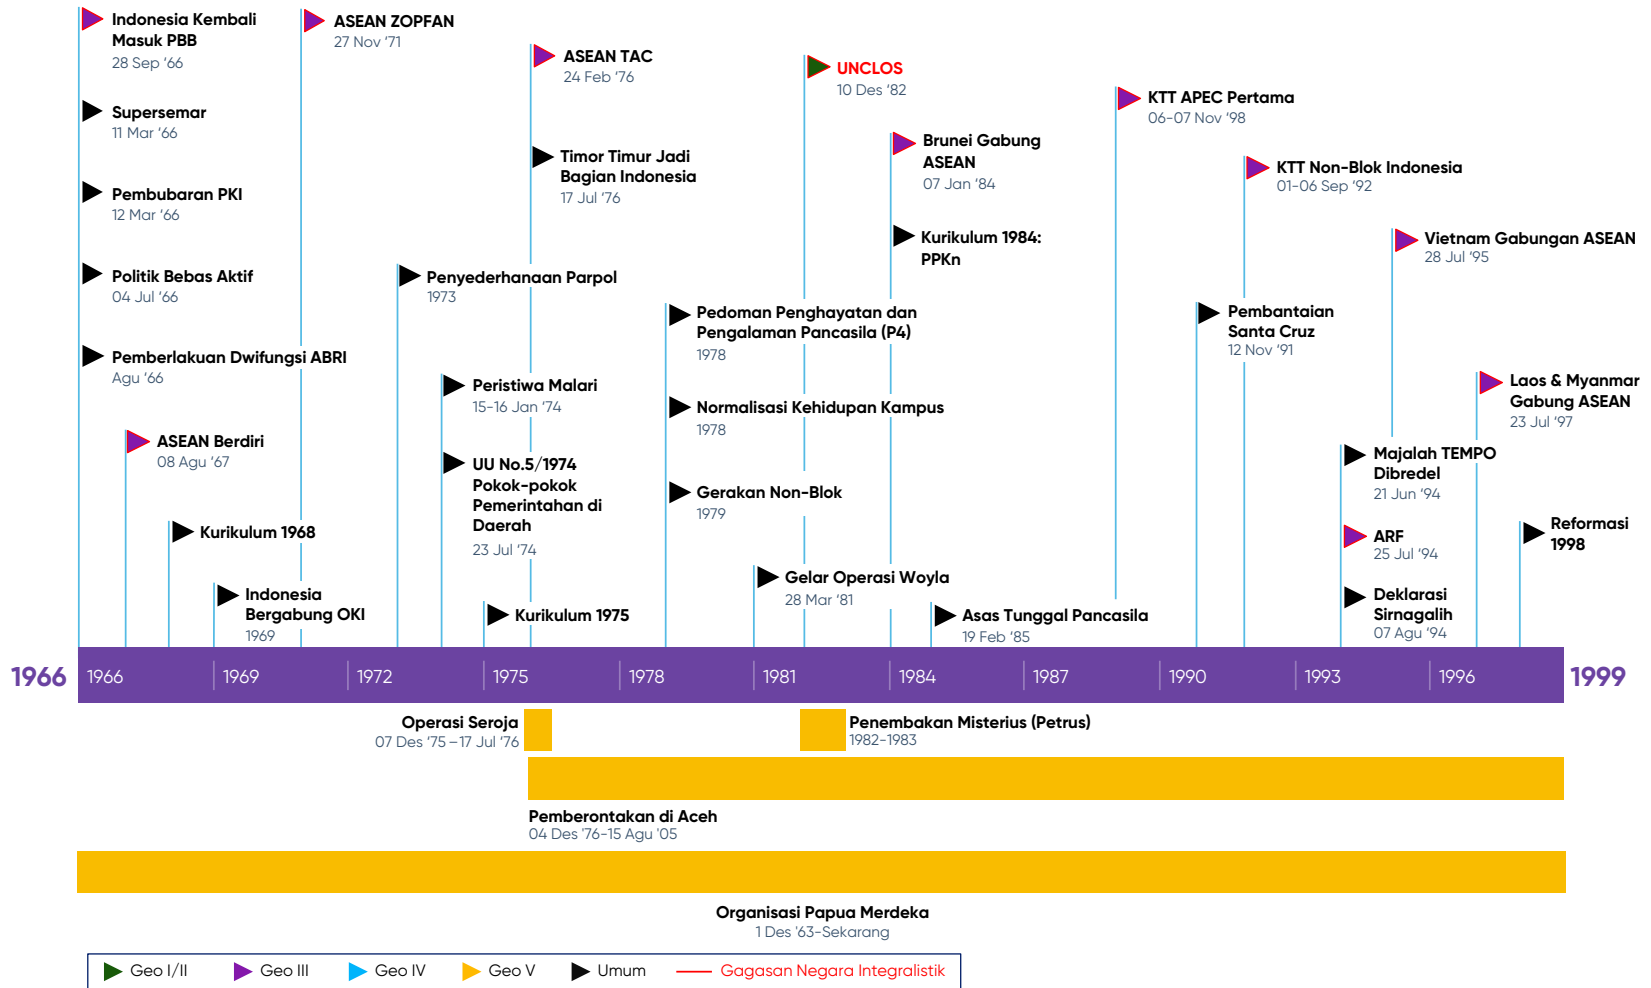 Indonesia Kembali
Masuk PBB
28 Sep ‘66
Supersemar
11 Mar ‘66
Pembubaran PKI
12 Mar ‘66
Politik Bebas Aktif
04 Jul ‘66
Pemberlakuan Dwifungsi ABRI
Agu ‘66
ASEAN Berdiri
08 Agu ‘67
Kurikulum 1968
Indonesia
Bergabung OKI
1969
ASEAN ZOPFAN
27 Nov ‘71
Penyederhanaan Parpol
1973
Peristiwa Malari
15-16 Jan ‘74
UU No.5/1974
Pokok-pokok
Pemerintahan di
Daerah
23 Jul ‘74
Kurikulum 1975
ASEAN TAC
24 Feb ‘76
Timor Timur Jadi
Bagian Indonesia
17 Jul ‘76
Pedoman Penghayatan dan
Pengalaman Pancasila (P4)
1978
Normalisasi Kehidupan Kampus
1978
Gerakan Non-Blok
1979
Gelar Operasi Woyla
28 Mar ‘81
UNCLOS
10 Des ‘82
Brunei Gabung
ASEAN
07 Jan ‘84
Kurikulum 1984:
PPKn
Asas Tunggal Pancasila
19 Feb ‘85
KTT APEC Pertama
06-07 Nov ‘98
Pembantaian
Santa Cruz
12 Nov ‘91
KTT Non-Blok Indonesia
01-06 Sep ‘92
Majalah TEMPO
Dibredel
21 Jun ‘94
ARF
25 Jul ‘94
Deklarasi
Sirnagalih
07 Agu ‘94
Vietnam Gabungan ASEAN
28 Jul ‘95
Laos & Myanmar
Gabung ASEAN
23 Jul ‘97
Reformasi
1998
1966 1966 1969 1972 1975 1978 1981 1984 1987 1990 1993 1996 1999
Operasi Seroja
07 Des ‘75–17 Jul ‘76
Penembakan Misterius (Petrus)
1982-1983
Pemberontakan di Aceh
04 Des '76-15 Agu '05
Organisasi Papua Merdeka
1 Des '63-Sekarang
Geo I/II Geo III Geo IV Geo V Umum Gagasan Negara Integralistik